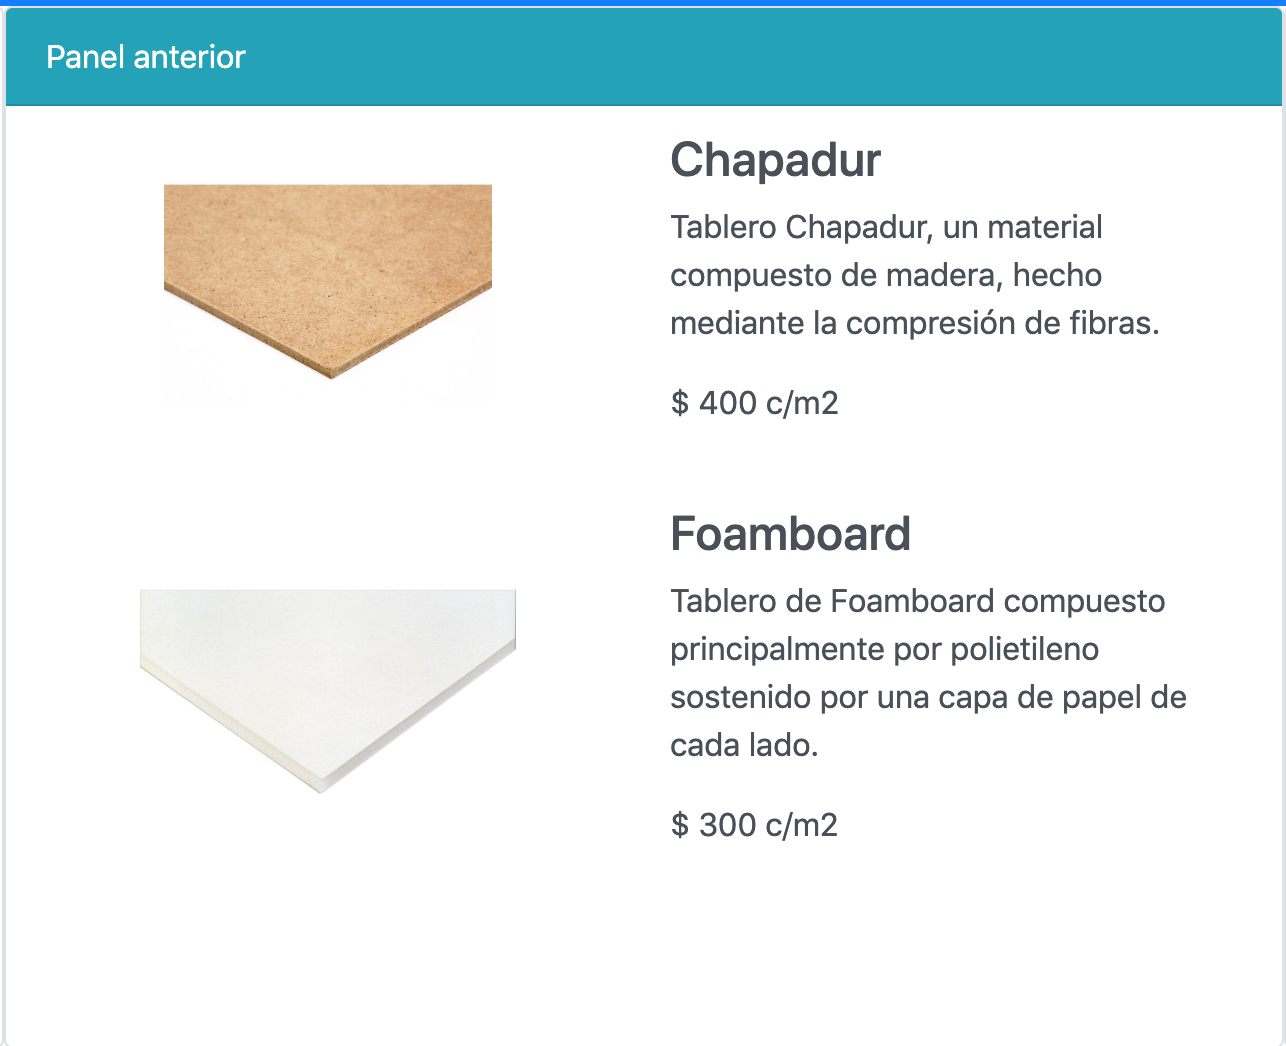 Panel anterior
Chapadur
Tablero Chapadur, un material
compuesto de madera, hecho
mediante la compresión de fibras.
$ 400 c/m2
Foamboard
Tablero de Foamboard compuesto
principalmente por polietileno
sostenido por una capa de papel de
cada lado.
$ 300 c/m2